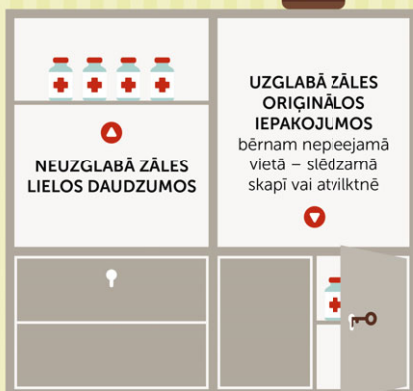 NEUZGLABĀ ZĀLES
LIELOS DAUDZUMOS
UZGLABĀ ZĀLES
ORIĢINĀLOS
IEPAKOJUMOS
bērnam nepieejamā
vietā – slēdzamā
skapī vai atvilktnē